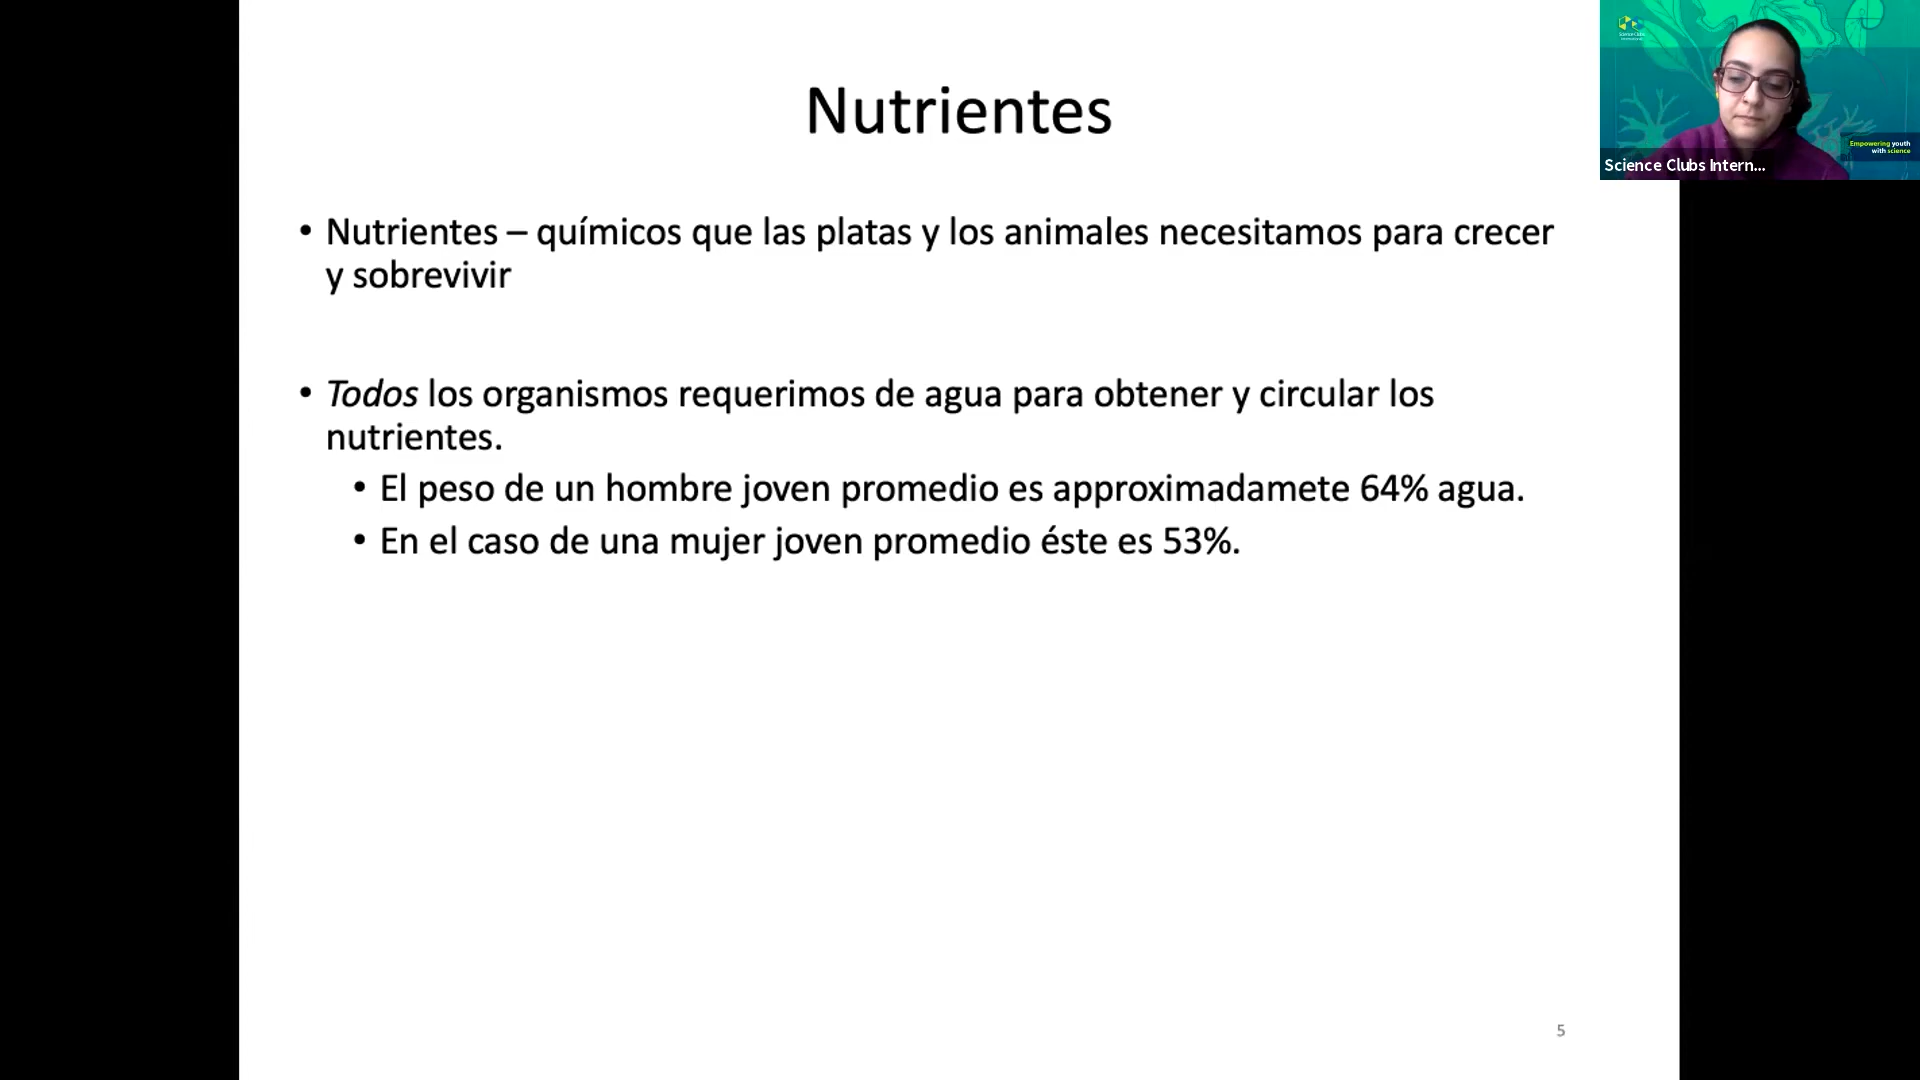 Nutrientes
• Nutrientes – químicos que las platas y los animales necesitamos para crecer
y sobrevivir
• Todos los organismos requerimos de agua para obtener y circular los
nutrientes.
• El peso de un hombre joven promedio es approximadamete 64% agua.
• En el caso de una mujer joven promedio éste es 53%.
5
Empowering youth
with science
Science Clubs Intern...